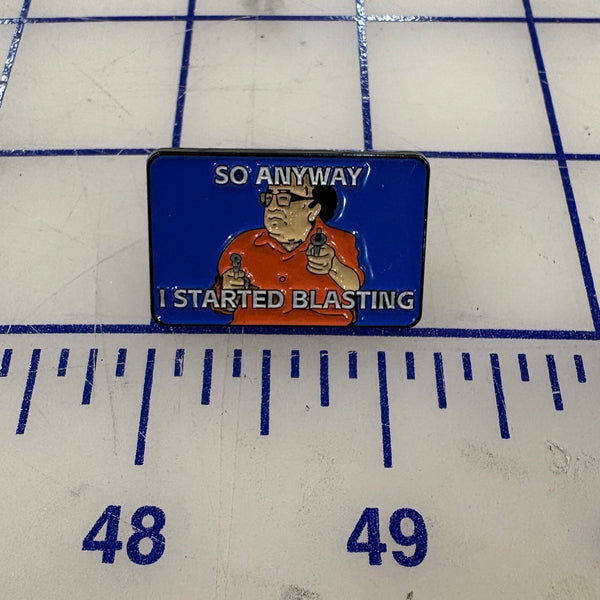 SO ANYWAY
I STARTED BLASTING
48 49